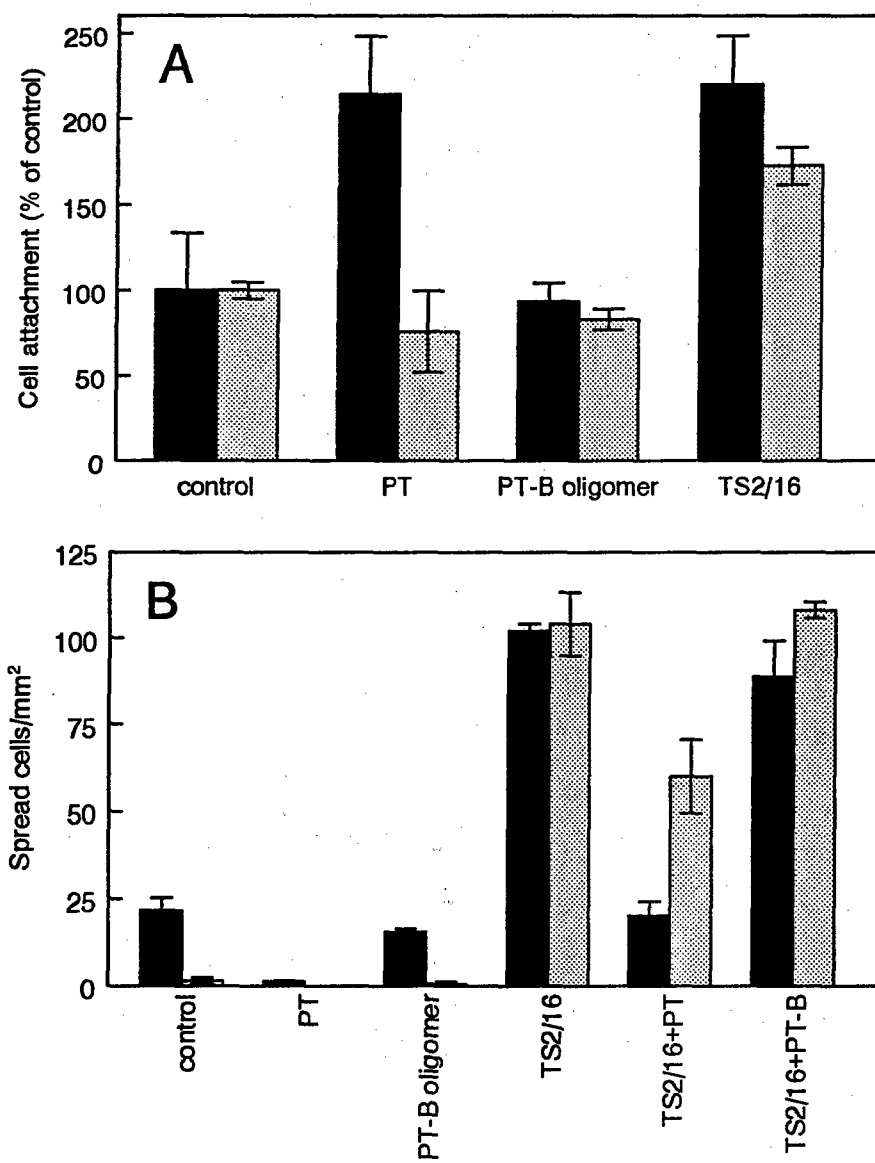 A
Cell attachment (% of control)
250
200
150
100
50
0
control PT PT-B oligomer TS2/16
B
Spread cells/mm²
125
100
75
50
25
0
control
PT
PT-B oligomer
TS2/16
TS2/16+PT
TS2/16+PT-B